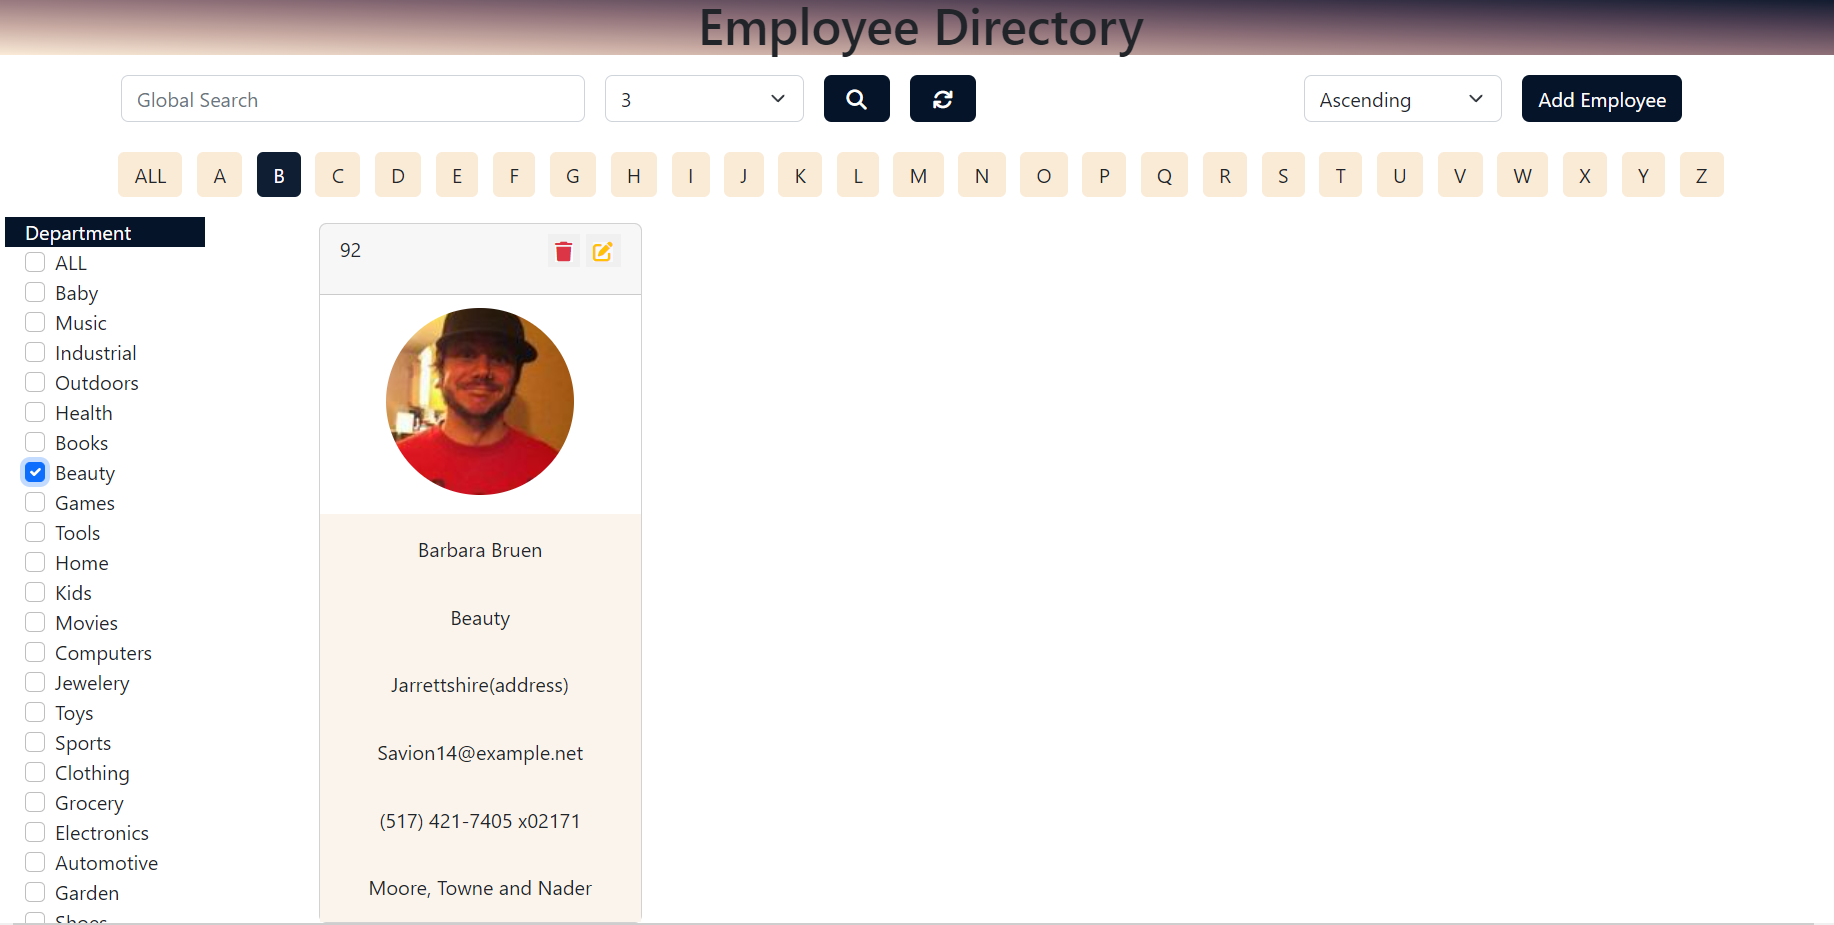 Employee Directory
Global Search
3
Ascending
Add Employee
ALL A B C D E F G H I J K L M N O P Q R S T U V W X Y Z
Department
ALL
Baby
Music
Industrial
Outdoors
Health
Books
Beauty
Games
Tools
Home
Kids
Movies
Computers
Jewelery
Toys
Sports
Clothing
Grocery
Electronics
Automotive
Garden
Shoes
92
Barbara Bruen
Beauty
Jarrettshire(address)
Savion14@example.net
(517) 421-7405 x02171
Moore, Towne and Nader